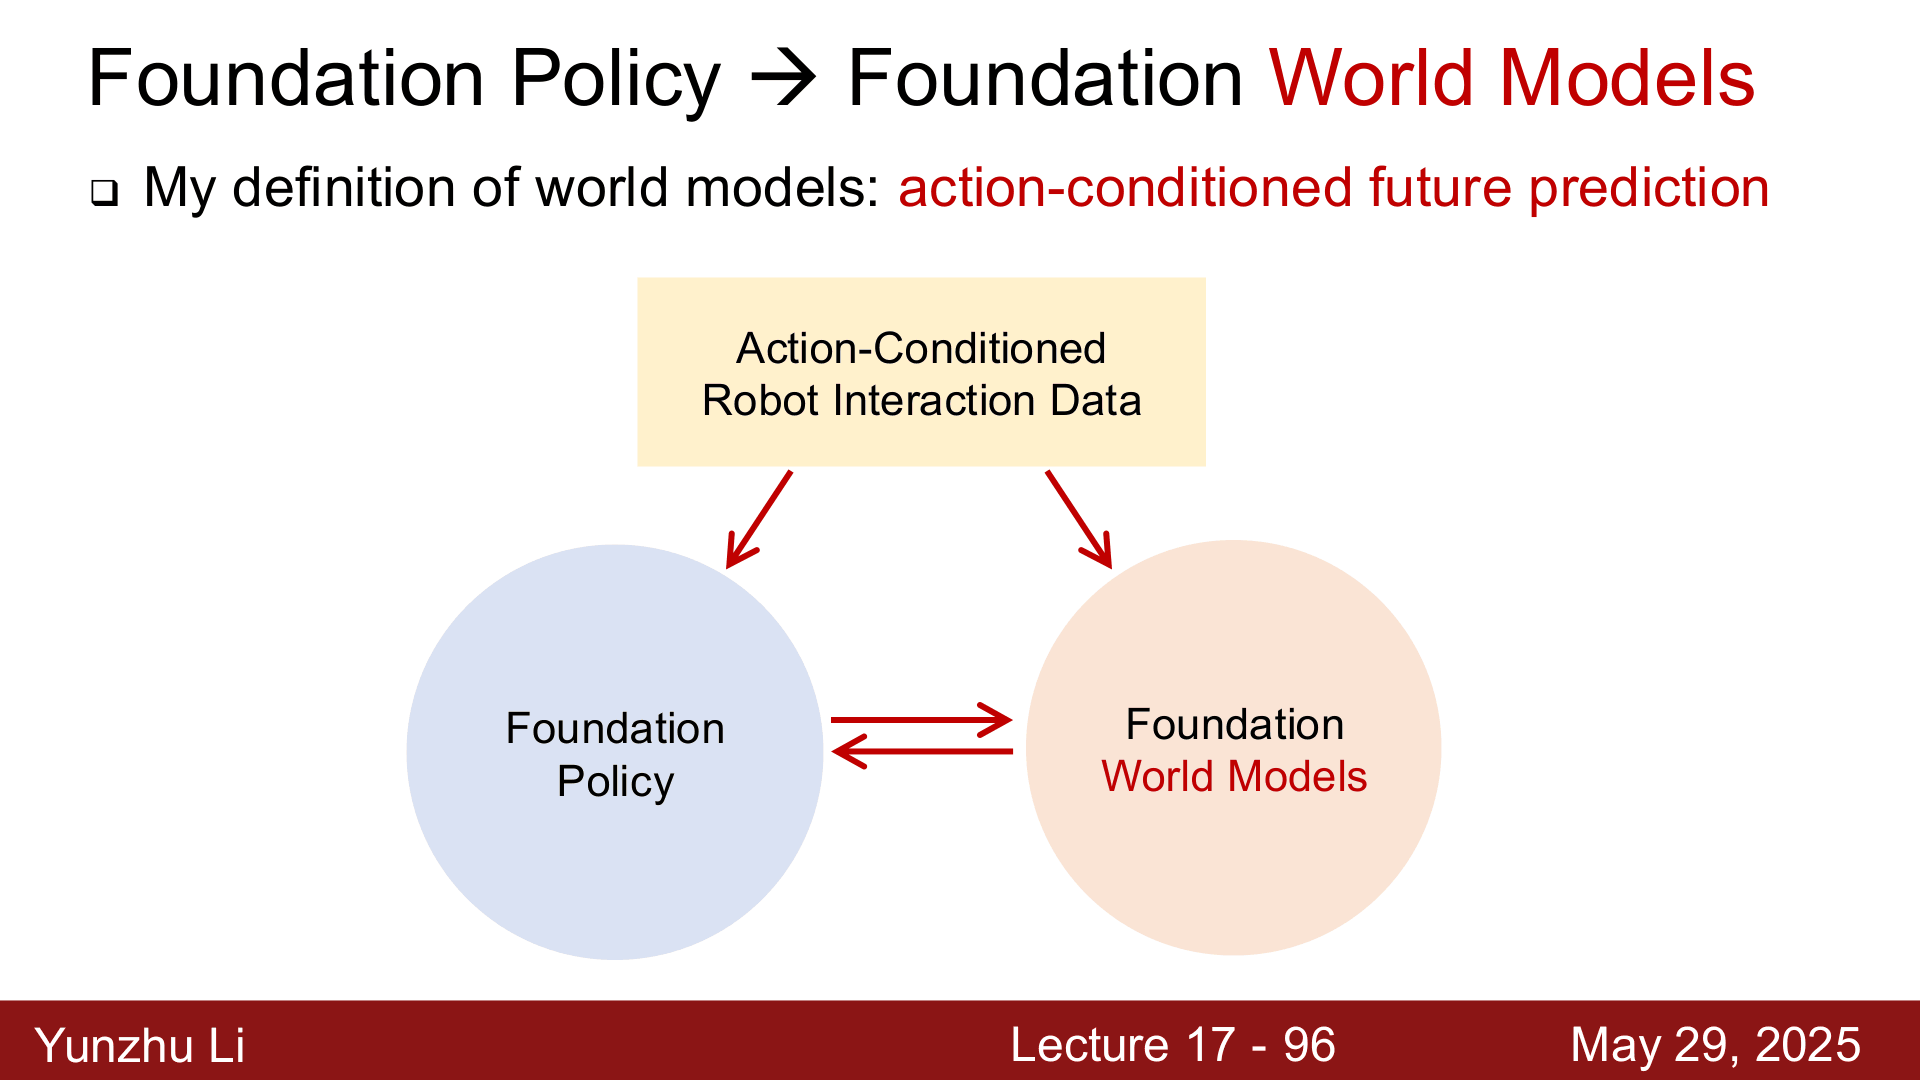 Foundation Policy → Foundation World Models
❑ My definition of world models: action-conditioned future prediction
Action-Conditioned
Robot Interaction Data
Foundation
Policy
Foundation
World Models
Yunzhu Li
Lecture 17 - 96
May 29, 2025